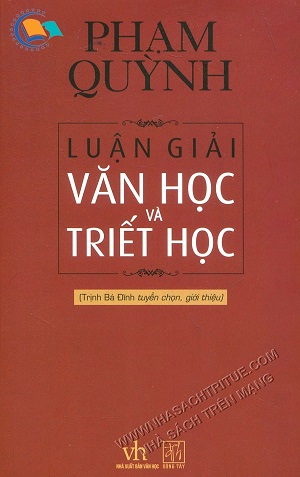 PHẠM
QUỲNH
LUẬN GIẢI
VĂN HỌC
VÀ
TRIẾT HỌC
(Trịnh Bá Đĩnh tuyển chọn, giới thiệu)
WWW.NHASACHTRITUE.COM
NHÀ SÁCH TRÊN MẠNG
vh
NHÀ XUẤT BẢN VĂN HỌC
ĐÔNG TÂY